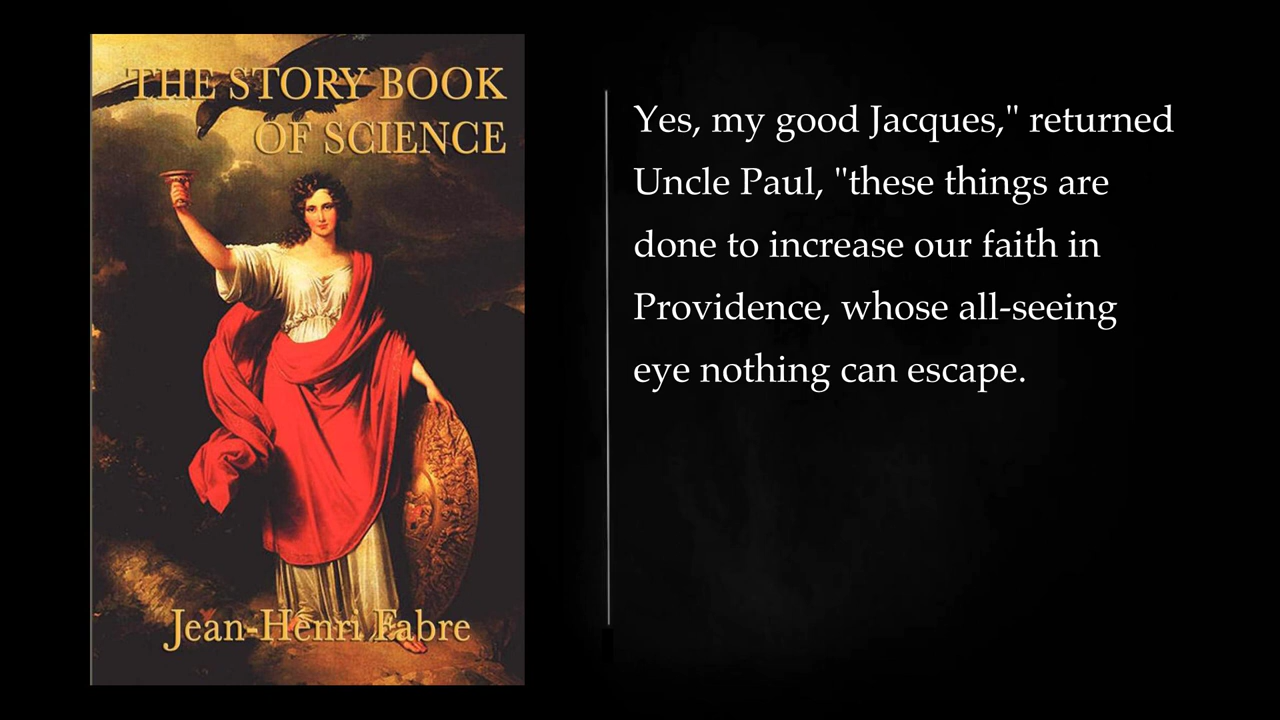 THE STORY BOOK
OF SCIENCE
Jean-Henri Fabre
Yes, my good Jacques," returned
Uncle Paul, "these things are
done to increase our faith in
Providence, whose all-seeing
eye nothing can escape.